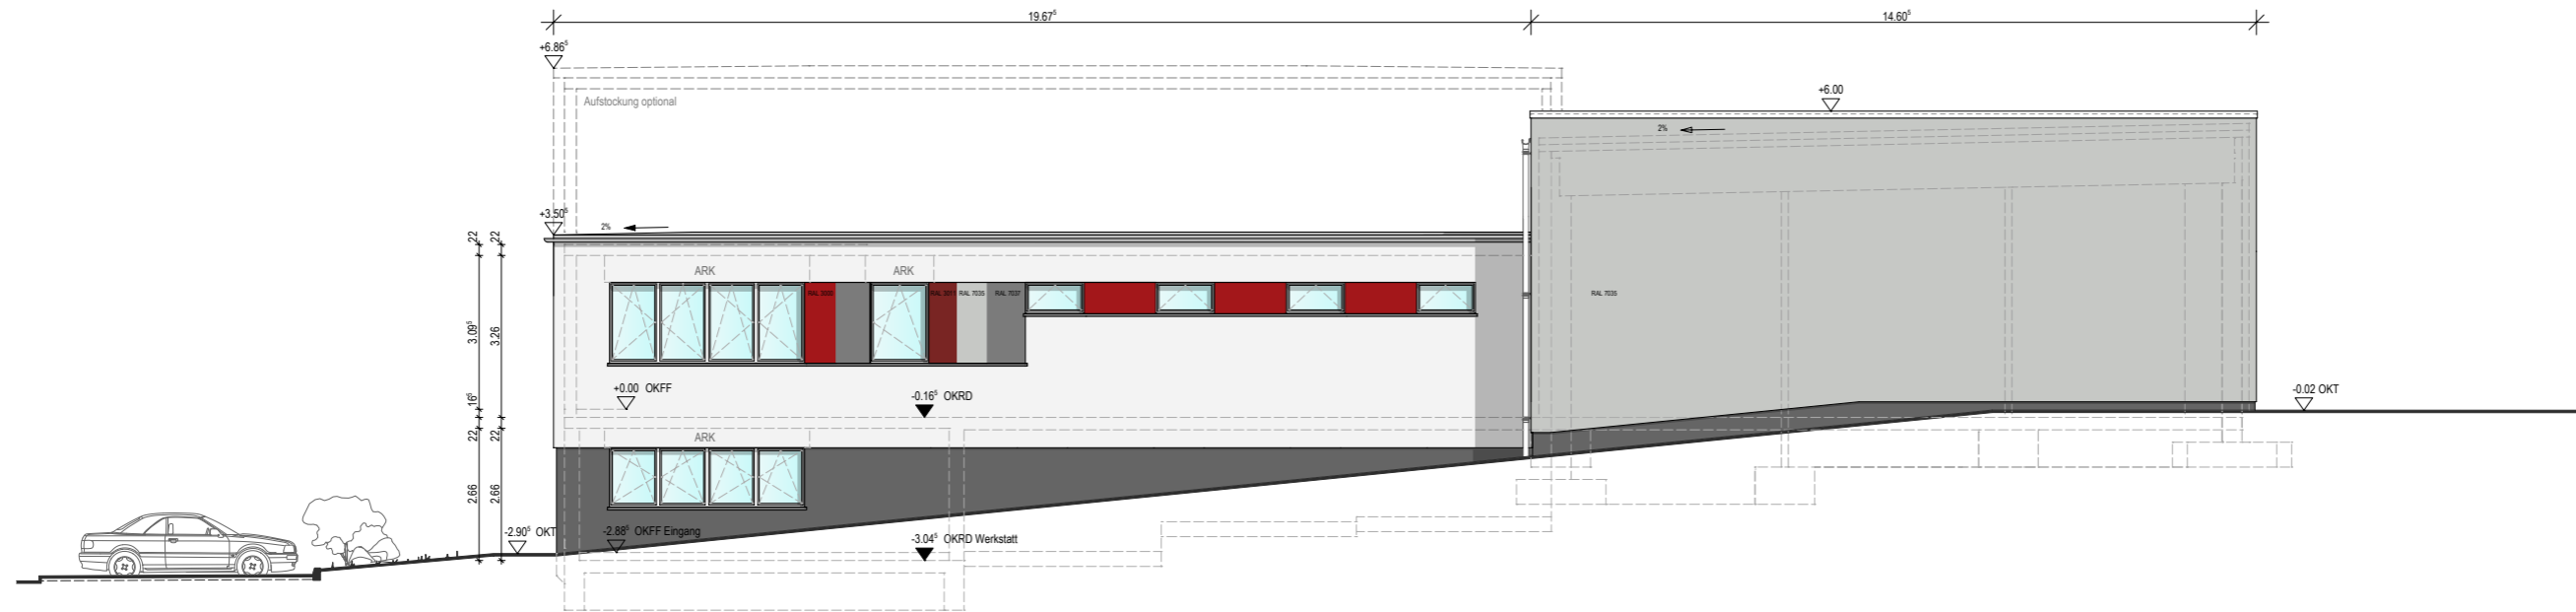 19.67⁵
14.60⁵
+6.86⁵
+6.00
Aufstockung optional
2%
+3.50⁵
2%
22
22
ARK
ARK
RAL 3000
RAL 7035
RAL 7037
RAL 7035
3.09⁵
3.26
+0.00 OKFF
-0.16⁵ OKRD
-0.02 OKT
16⁵
22
22
ARK
2.66
2.66
-2.90⁵ OKT
-2.88⁵ OKFF Eingang
-3.04⁵ OKRD Werkstatt